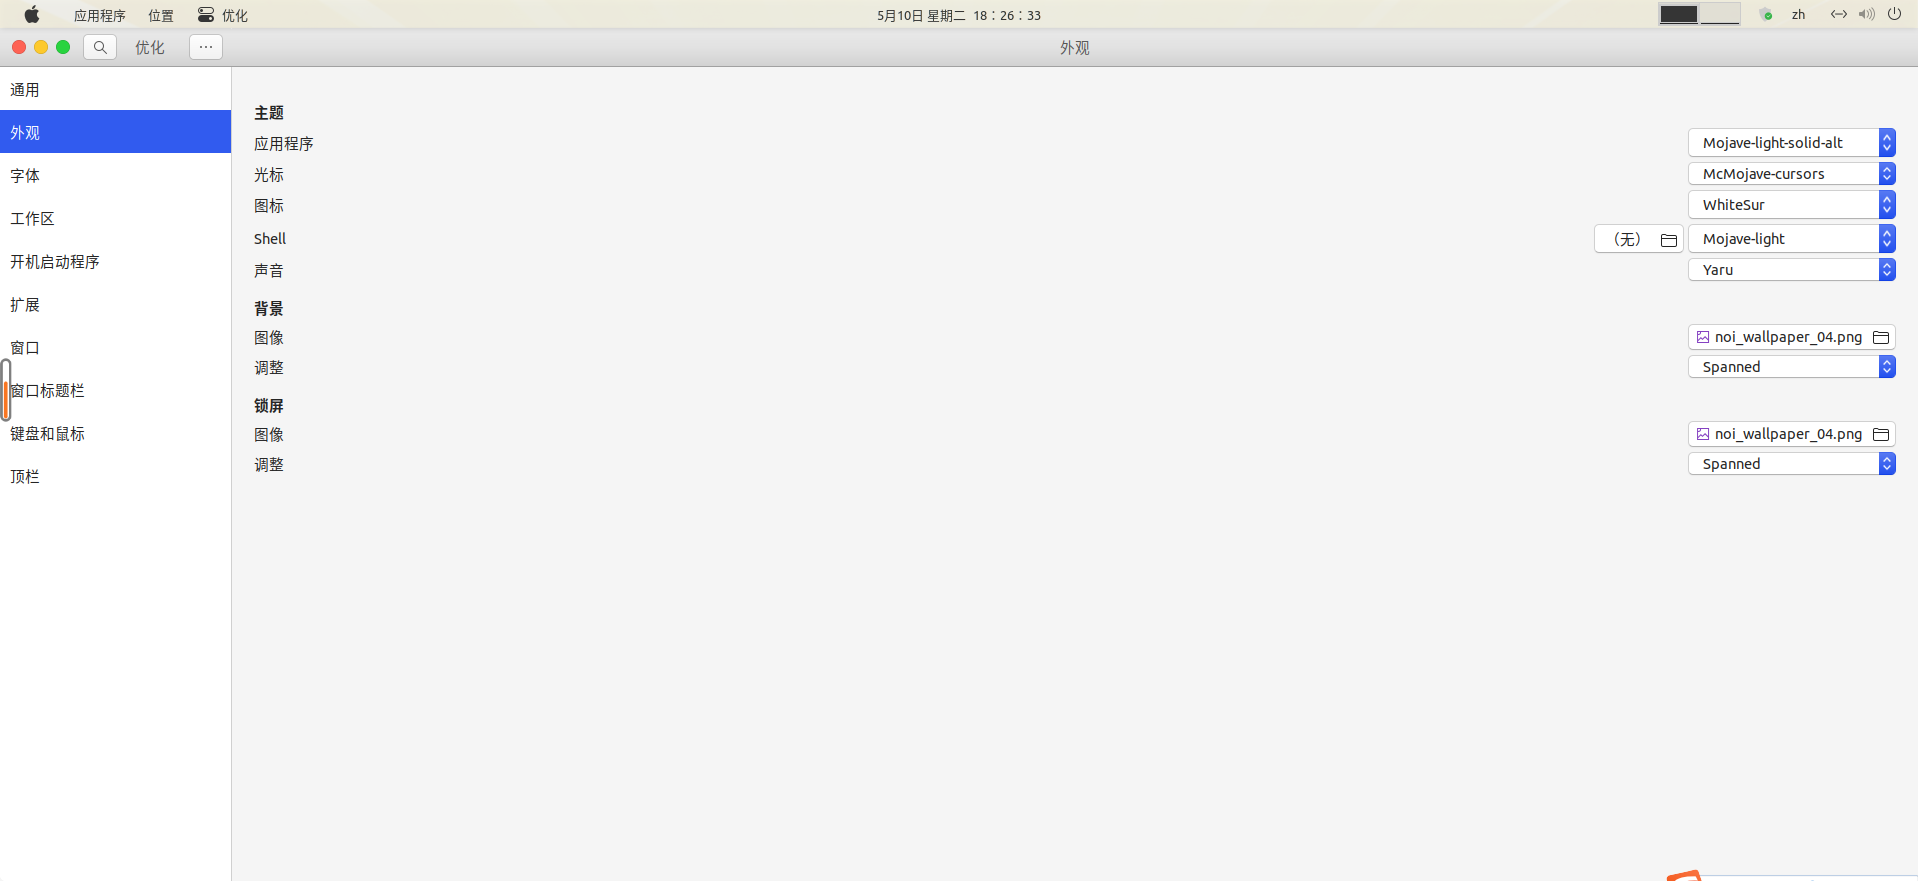 应用程序 位置 优化 5月10日 星期二 18：26：33 zh
优化 ··· 外观
通用
外观
字体
工作区
开机启动程序
扩展
窗口
窗口标题栏
键盘和鼠标
顶栏
主题
应用程序 Mojave-light-solid-alt
光标 McMojave-cursors
图标 WhiteSur
Shell （无） Mojave-light
声音 Yaru
背景
图像 noi_wallpaper_04.png
调整 Spanned
锁屏
图像 noi_wallpaper_04.png
调整 Spanned